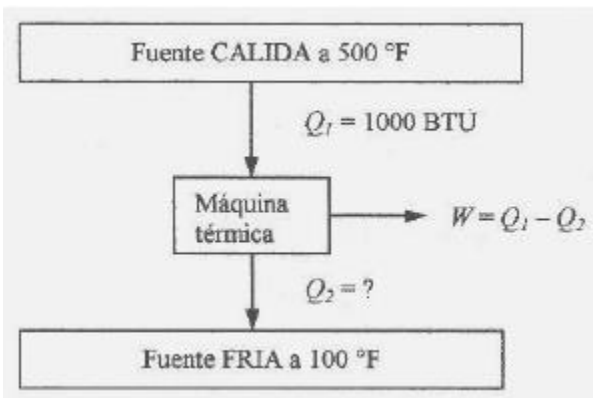 Fuente CALIDA a 500 °F
Q₁ = 1000 BTU
Máquina
térmica
W = Q₁ – Q₂
Q₂ = ?
Fuente FRIA a 100 °F